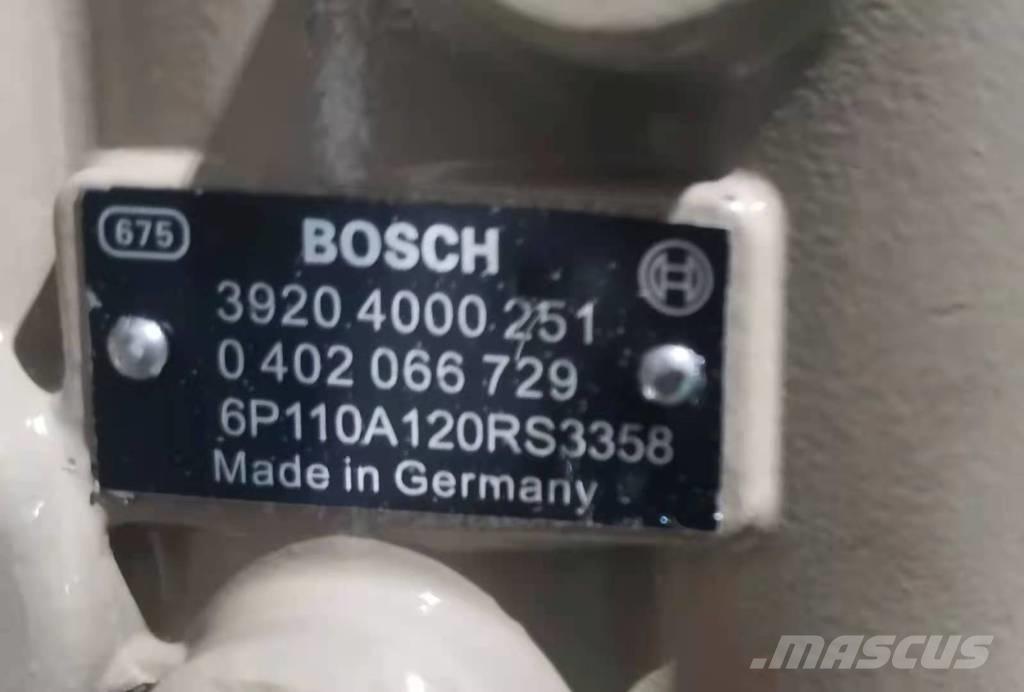 675
BOSCH
3920 4000 251
0 402 066 729
6P110A120RS3358
Made in Germany
.MASCUS